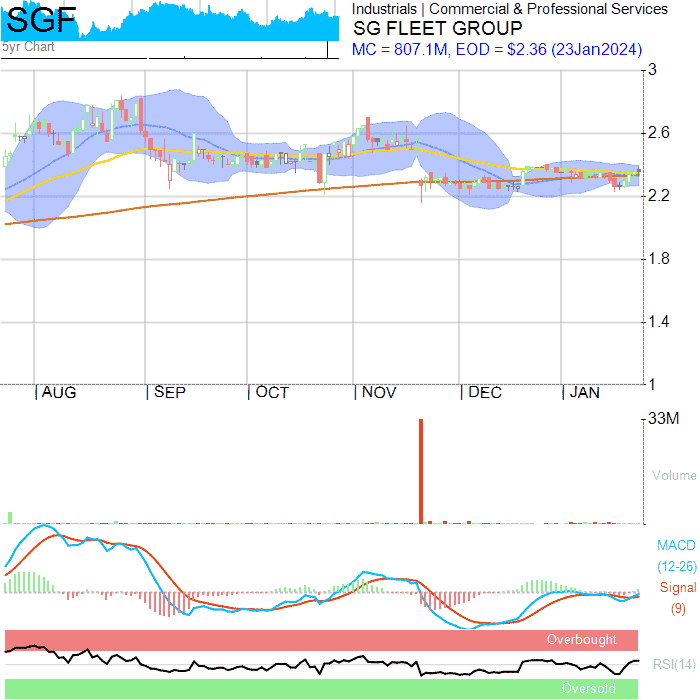 SGF
5yr Chart
Industrials | Commercial & Professional Services
SG FLEET GROUP
MC = 807.1M, EOD = $2.36 (23Jan2024)
3
2.6
2.2
1.8
1.4
1
| AUG | SEP | OCT | NOV | DEC | JAN
33M
Volume
MACD
(12-26)
Signal
(9)
Overbought
RSI(14)
Oversold